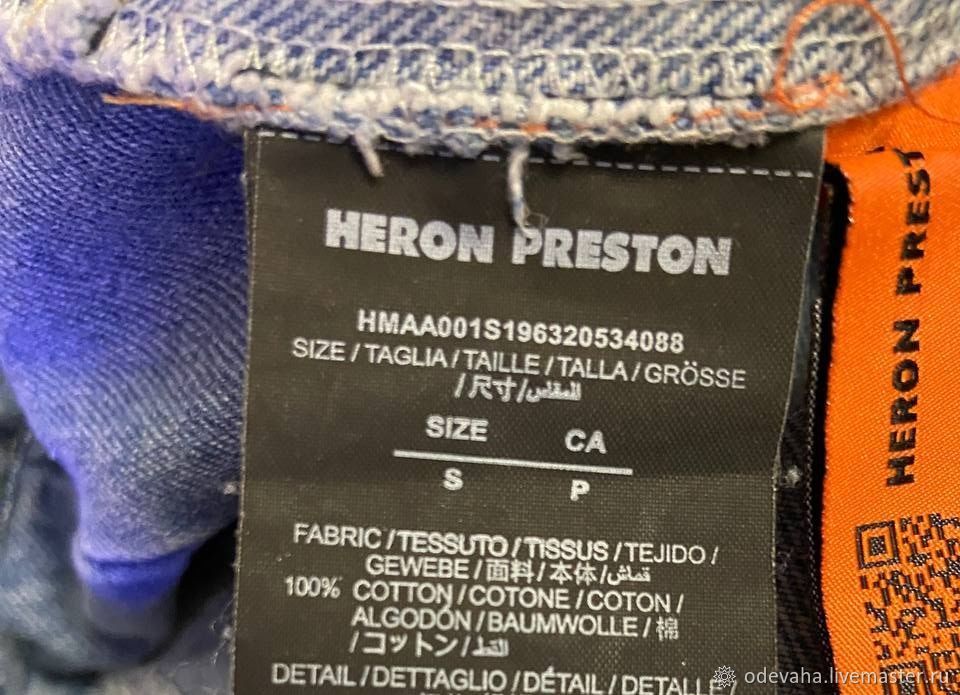 HERON PRESTON
HMAA001S196320534088
SIZE / TAGLIA / TAILLE / TALLA / GRÖSSE
/ 尺寸 / المقاس
SIZE CA
S P
FABRIC / TESSUTO / TISSUS / TEJIDO /
GEWEBE / 面料 / 本体 / قماش
100% COTTON / COTONE / COTON /
ALGODÓN / BAUMWOLLE / 棉
/ コットン / القطن
DETAIL / DETTAGLIO / DÉTAIL / DETALLE
HERON PREST
odevaha.livemaster.ru